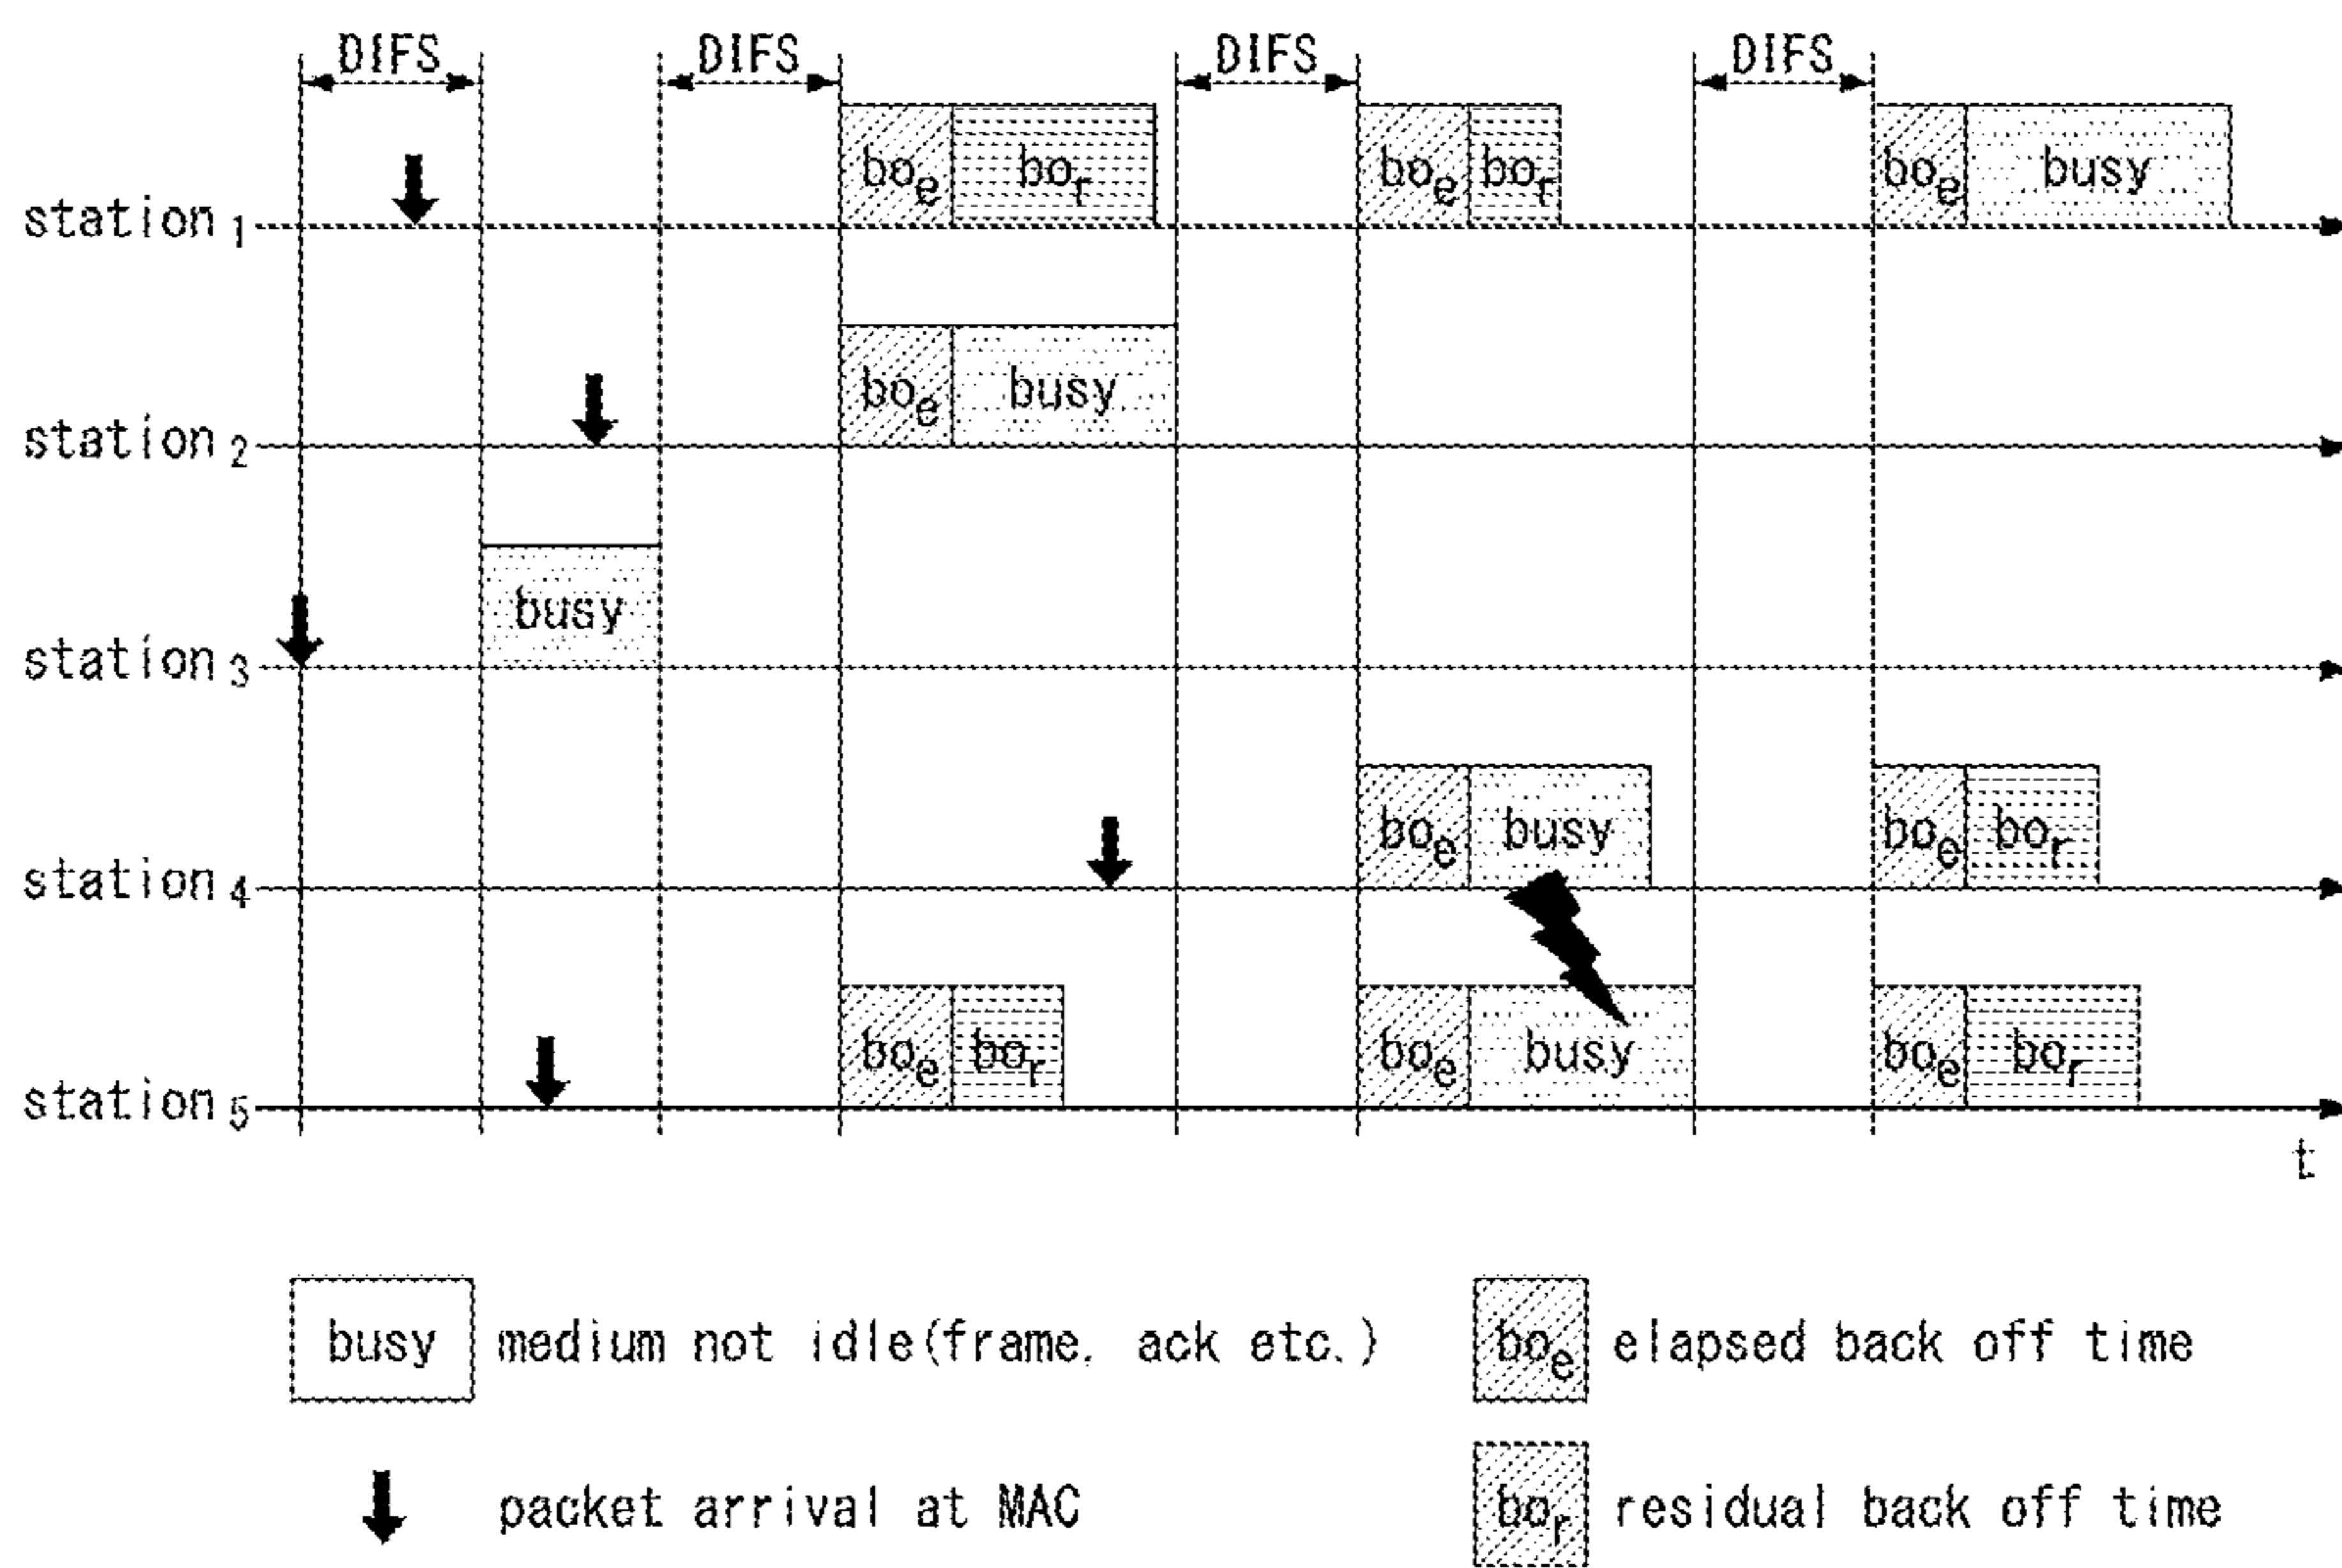 DIFS DIFS DIFS DIFS
bo_e bo_r bo_e bo_r bo_e busy
station 1
bo_e busy
station 2
busy
station 3
bo_e busy bo_e bo_r
station 4
bo_e bo_r bo_e busy bo_e bo_r
station 5
t
busy medium not idle(frame, ack etc.) bo_e elapsed back off time
packet arrival at MAC bo_r residual back off time